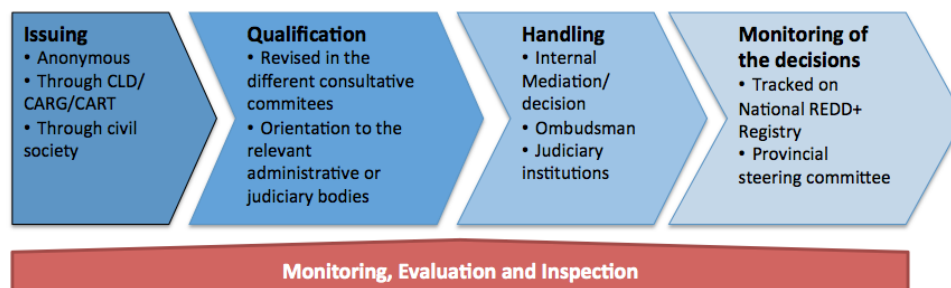 Issuing
• Anonymous
• Through CLD/
CARG/CART
• Through civil
society
Qualification
• Revised in the
different consultative
commitees
• Orientation to the
relevant
administrative or
judiciary bodies
Handling
• Internal
Mediation/
decision
• Ombudsman
• Judiciary
institutions
Monitoring of
the decisions
• Tracked on
National REDD+
Registry
• Provincial
steering committee
Monitoring, Evaluation and Inspection